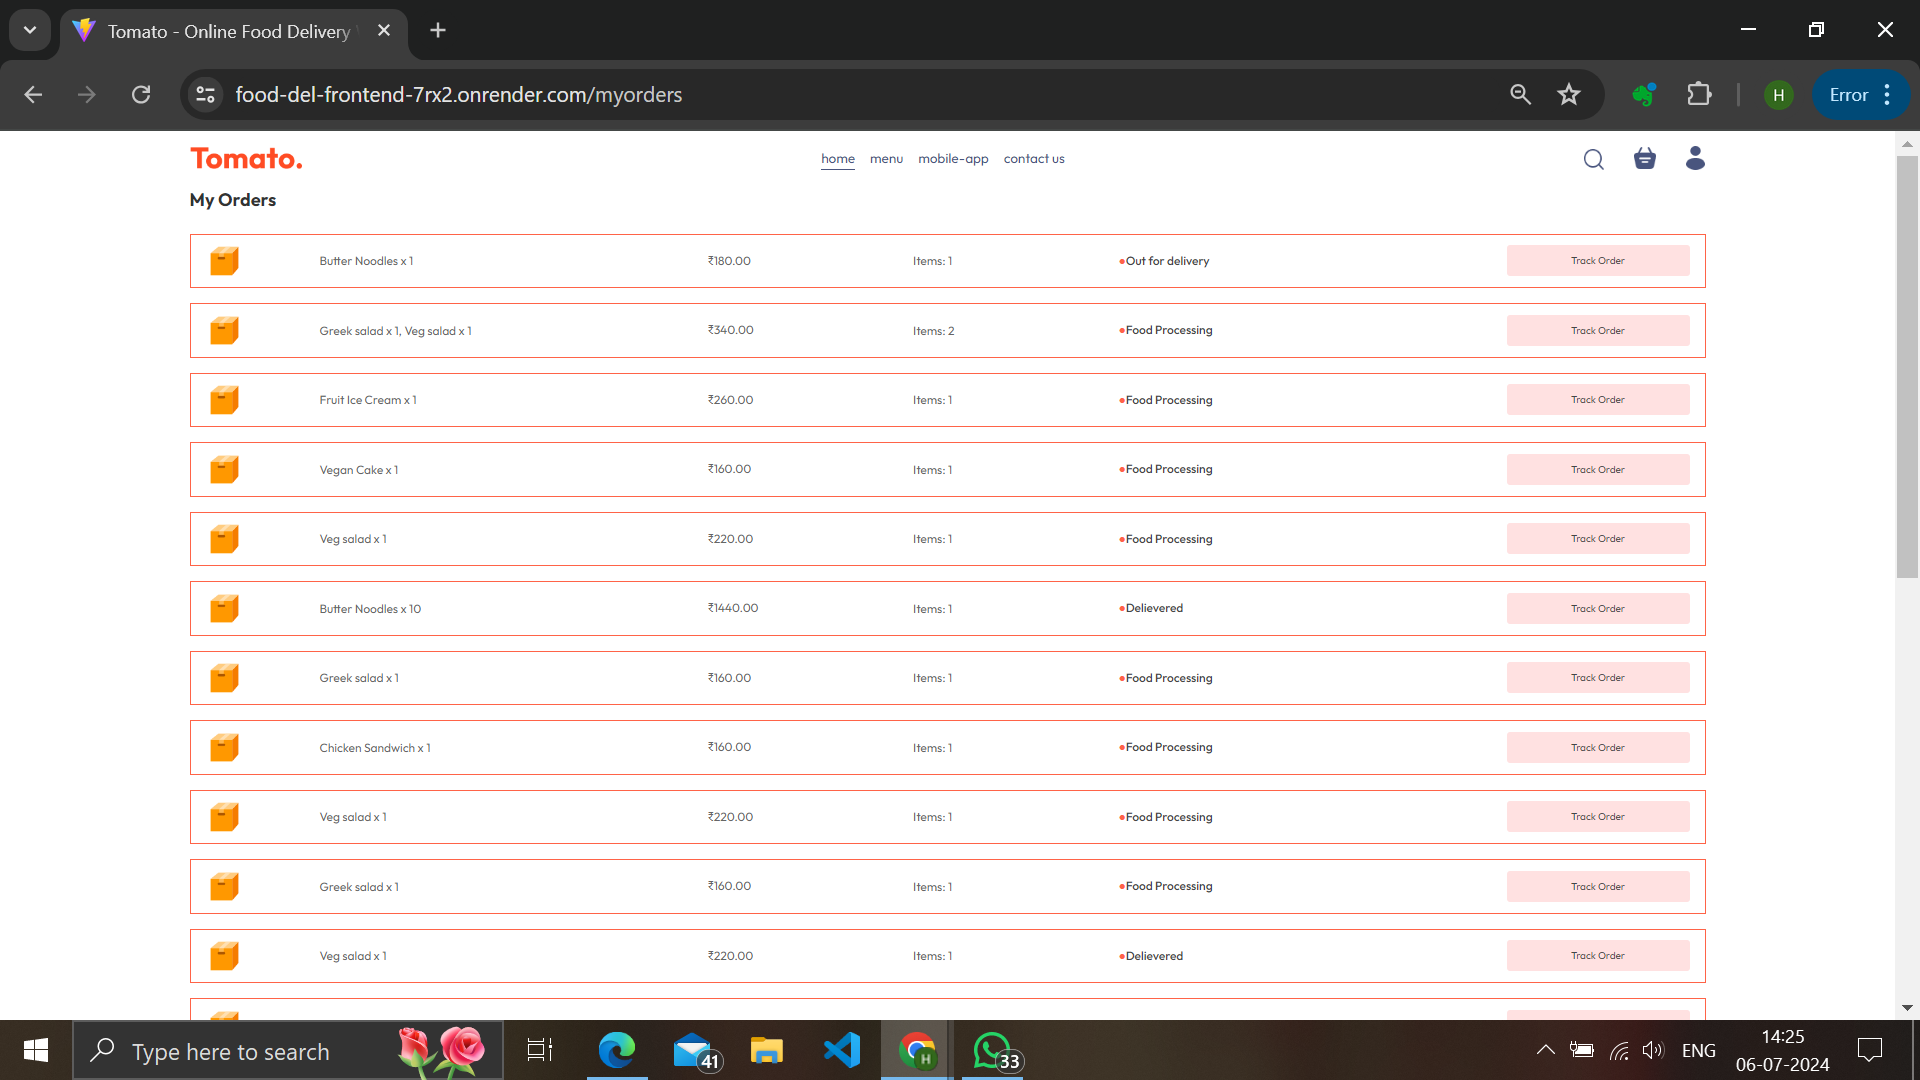 Tomato - Online Food Delivery
food-del-frontend-7rx2.onrender.com/myorders
H
Error
Tomato.
home menu mobile-app contact us
My Orders
Butter Noodles x 1 ₹180.00 Items: 1 •Out for delivery Track Order
Greek salad x 1, Veg salad x 1 ₹340.00 Items: 2 •Food Processing Track Order
Fruit Ice Cream x 1 ₹260.00 Items: 1 •Food Processing Track Order
Vegan Cake x 1 ₹160.00 Items: 1 •Food Processing Track Order
Veg salad x 1 ₹220.00 Items: 1 •Food Processing Track Order
Butter Noodles x 10 ₹1440.00 Items: 1 •Delievered Track Order
Greek salad x 1 ₹160.00 Items: 1 •Food Processing Track Order
Chicken Sandwich x 1 ₹160.00 Items: 1 •Food Processing Track Order
Veg salad x 1 ₹220.00 Items: 1 •Food Processing Track Order
Greek salad x 1 ₹160.00 Items: 1 •Food Processing Track Order
Veg salad x 1 ₹220.00 Items: 1 •Delievered Track Order
Type here to search
41
H
33
ENG
14:25
06-07-2024